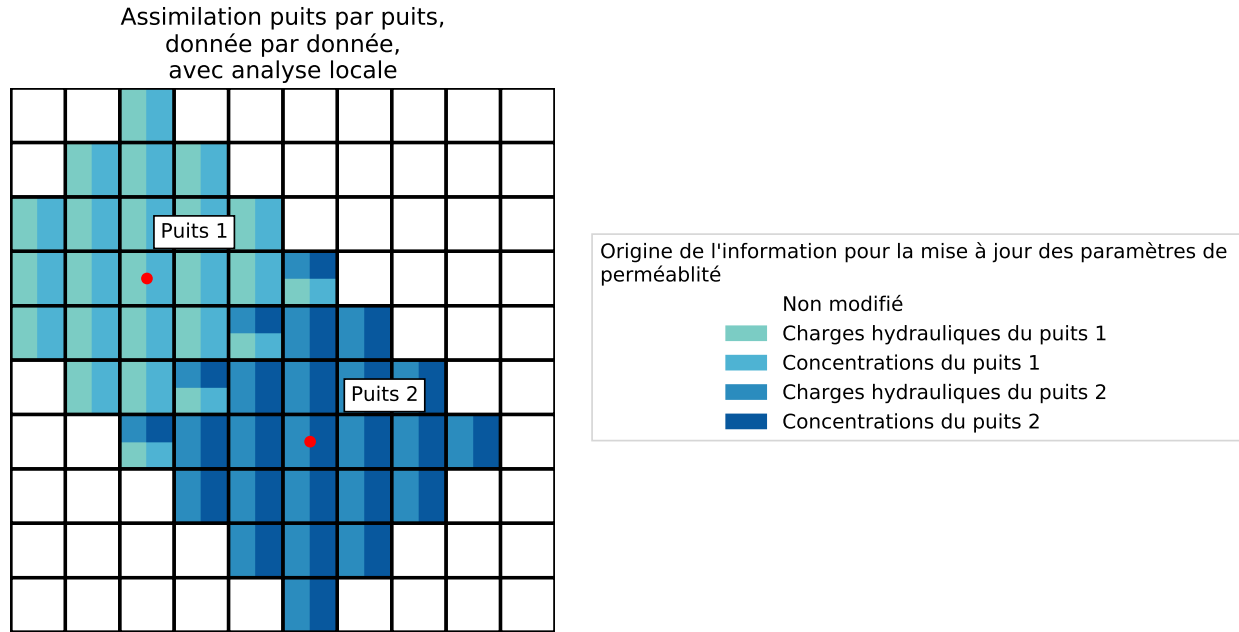 Assimilation puits par puits,
donnée par donnée,
avec analyse locale
Puits 1
Puits 2
Origine de l'information pour la mise à jour des paramètres de
perméablité
Non modifié
Charges hydrauliques du puits 1
Concentrations du puits 1
Charges hydrauliques du puits 2
Concentrations du puits 2